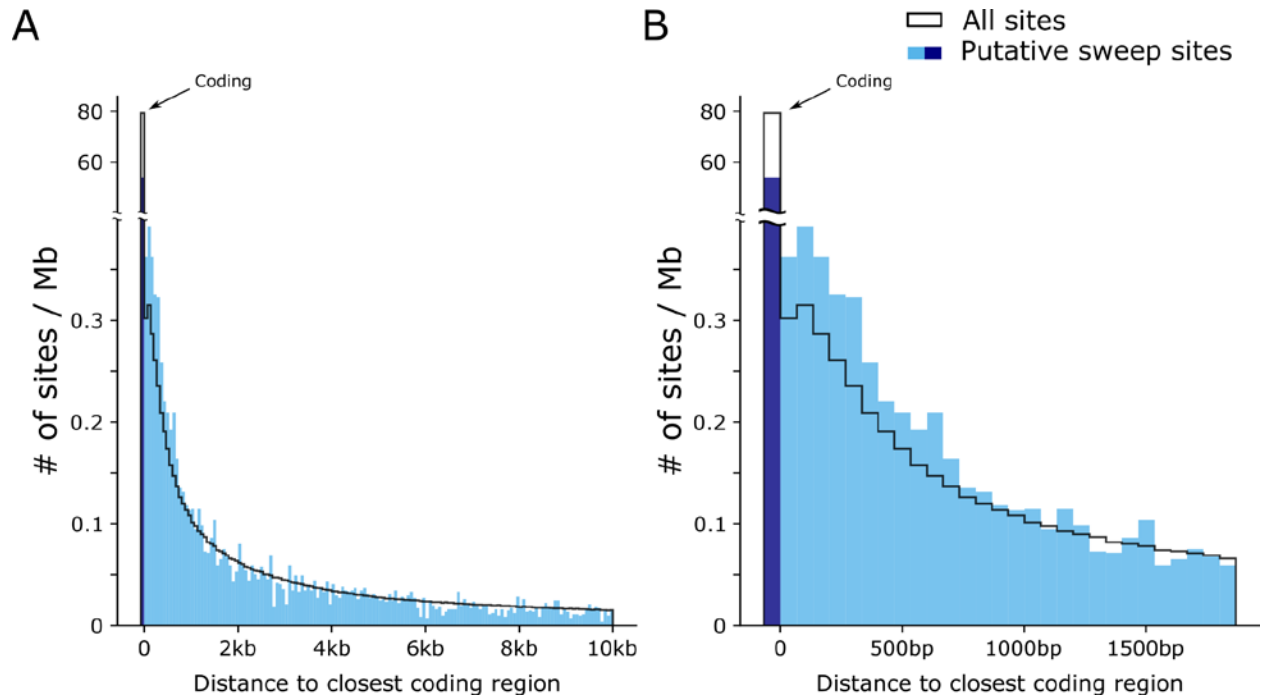 A
B
All sites
Putative sweep sites
Coding
80
60
0.3
0.2
0.1
0
# of sites / Mb
0
2kb
4kb
6kb
8kb
10kb
Distance to closest coding region
Coding
80
60
0.3
0.2
0.1
0
# of sites / Mb
0
500bp
1000bp
1500bp
Distance to closest coding region